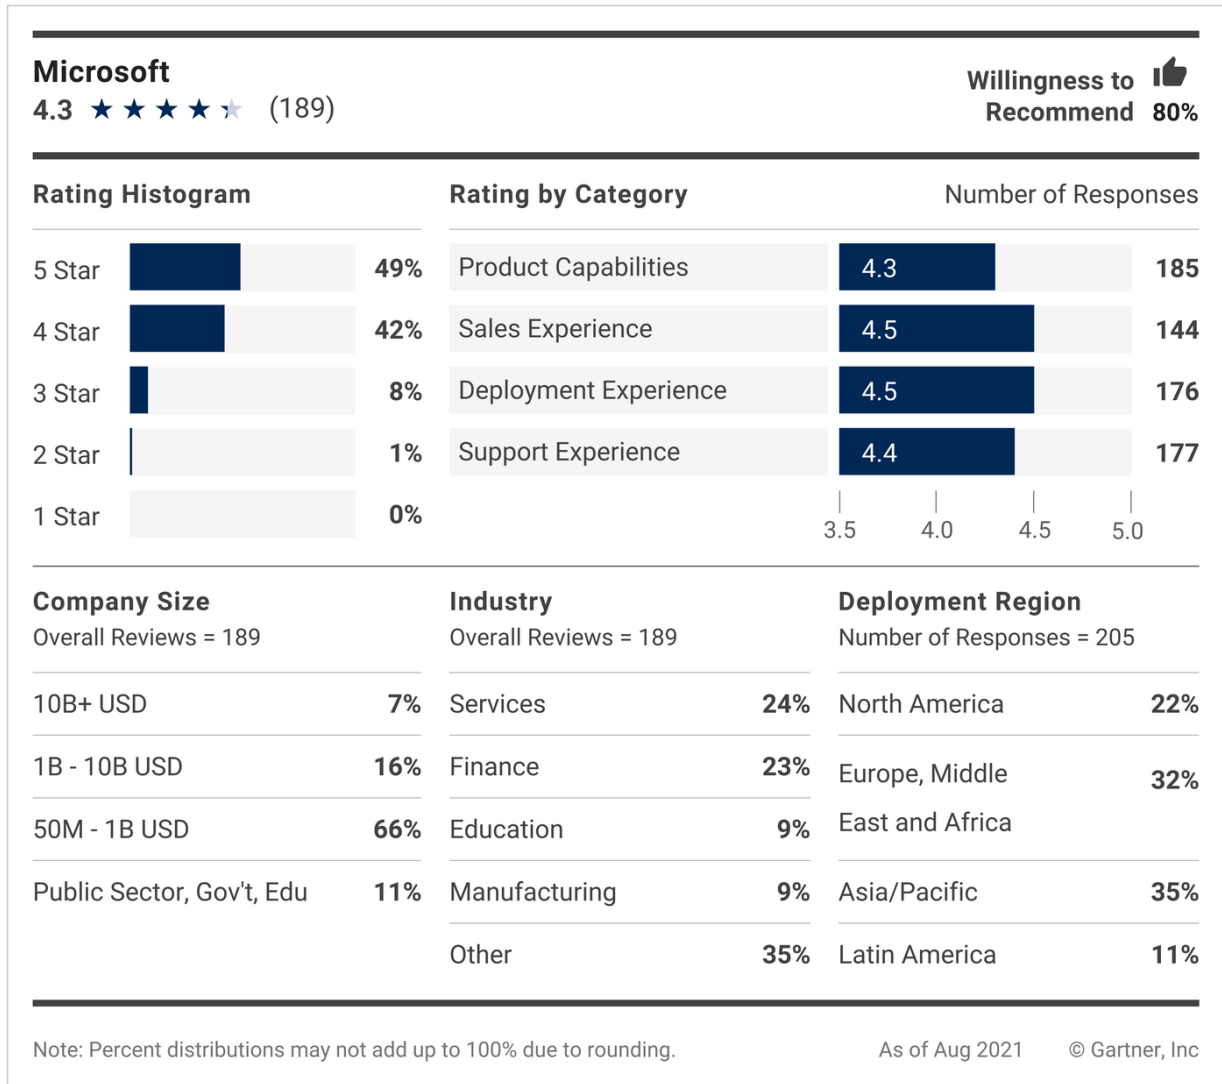 Microsoft
4.3 ★ ★ ★ ★ ★ (189)
Willingness to
Recommend 80%
Rating Histogram
5 Star 49%
4 Star 42%
3 Star 8%
2 Star 1%
1 Star 0%
Rating by Category Number of Responses
Product Capabilities 4.3 185
Sales Experience 4.5 144
Deployment Experience 4.5 176
Support Experience 4.4 177
3.5 4.0 4.5 5.0
Company Size
Overall Reviews = 189
10B+ USD 7%
1B - 10B USD 16%
50M - 1B USD 66%
Public Sector, Gov't, Edu 11%
Industry
Overall Reviews = 189
Services 24%
Finance 23%
Education 9%
Manufacturing 9%
Other 35%
Deployment Region
Number of Responses = 205
North America 22%
Europe, Middle 32%
East and Africa
Asia/Pacific 35%
Latin America 11%
Note: Percent distributions may not add up to 100% due to rounding. As of Aug 2021 © Gartner, Inc